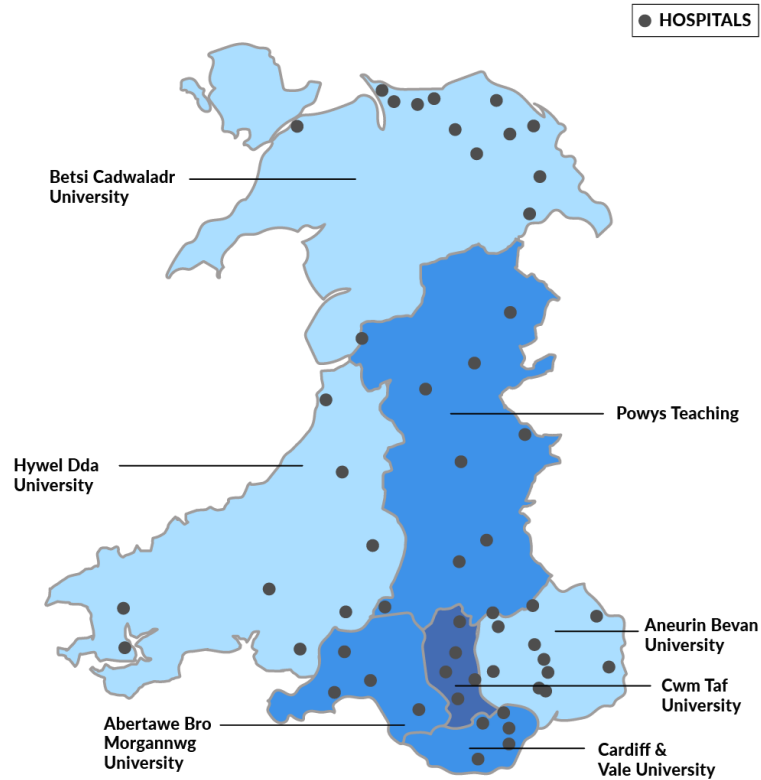 HOSPITALS
Betsi Cadwaladr
University
Powys Teaching
Hywel Dda
University
Aneurin Bevan
University
Cwm Taf
University
Abertawe Bro
Morgannwg
University
Cardiff &
Vale University